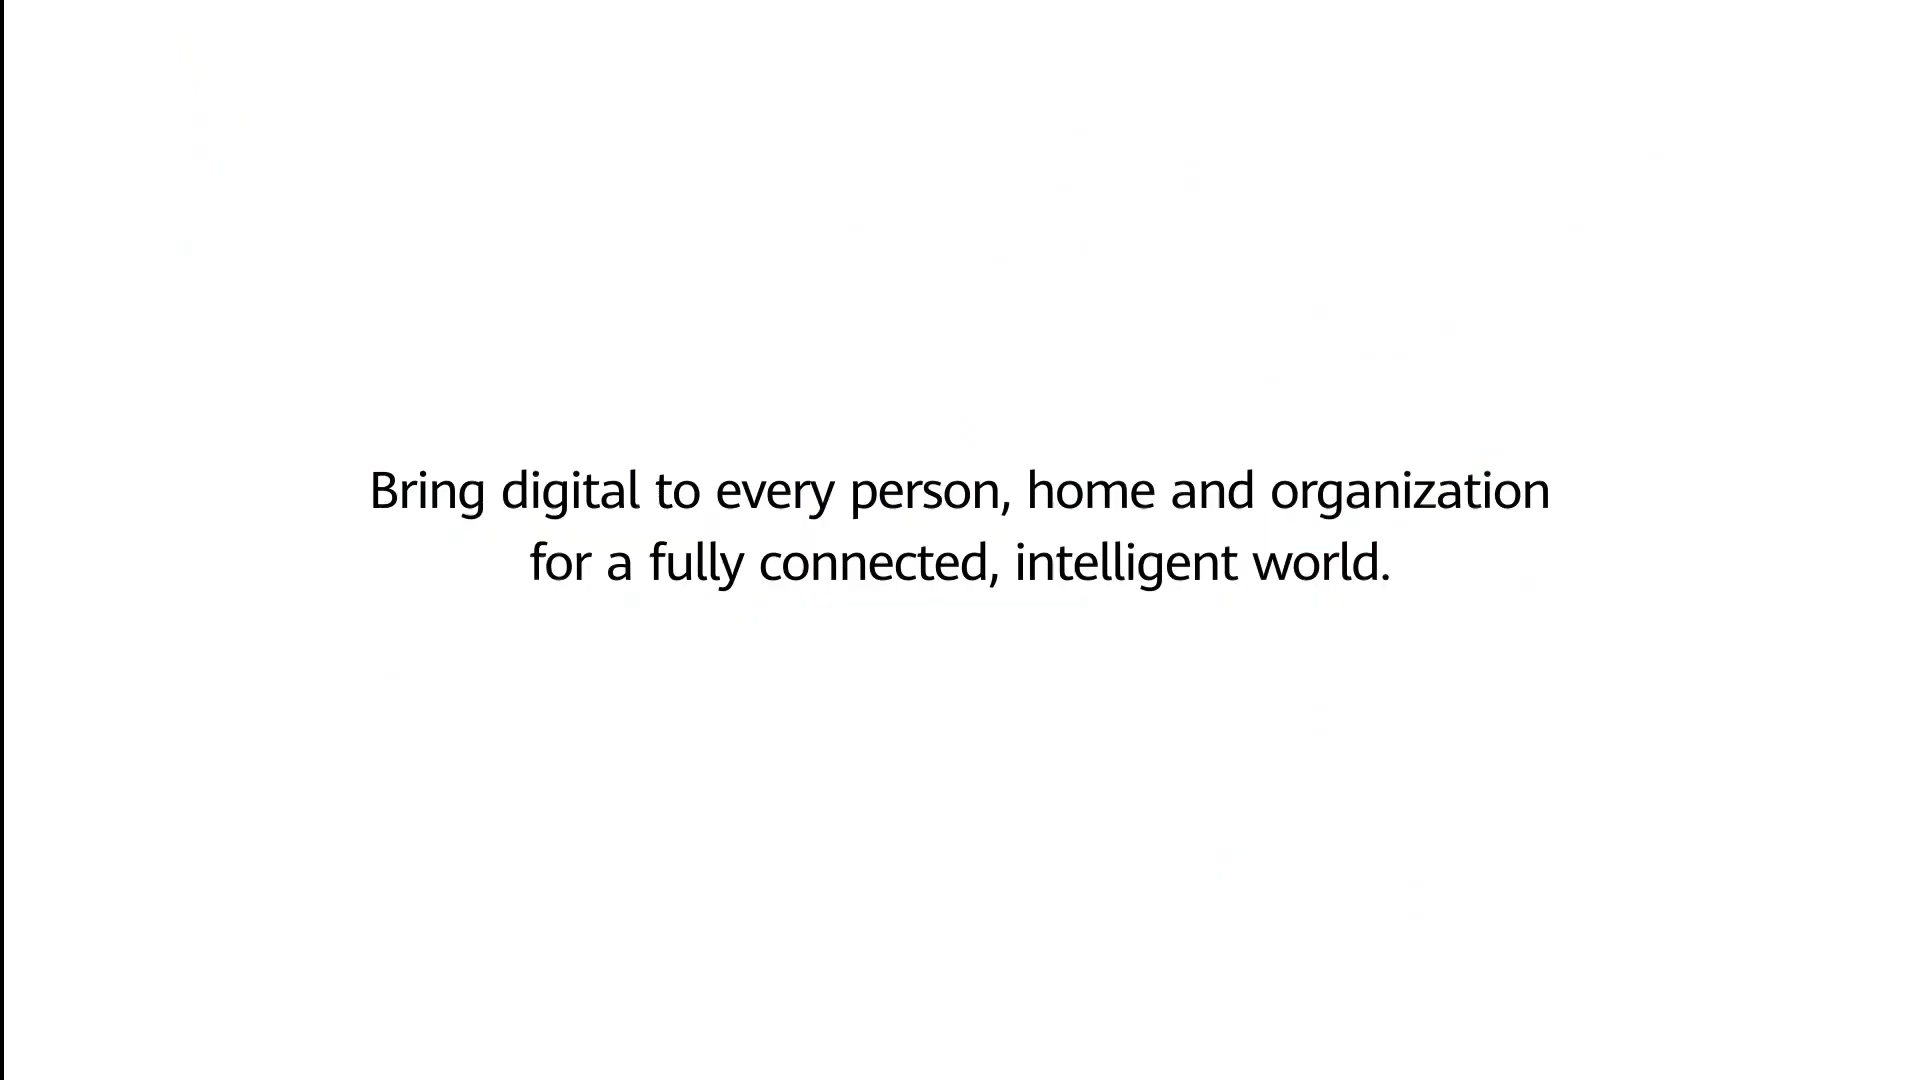 Bring digital to every person, home and organization
for a fully connected, intelligent world.